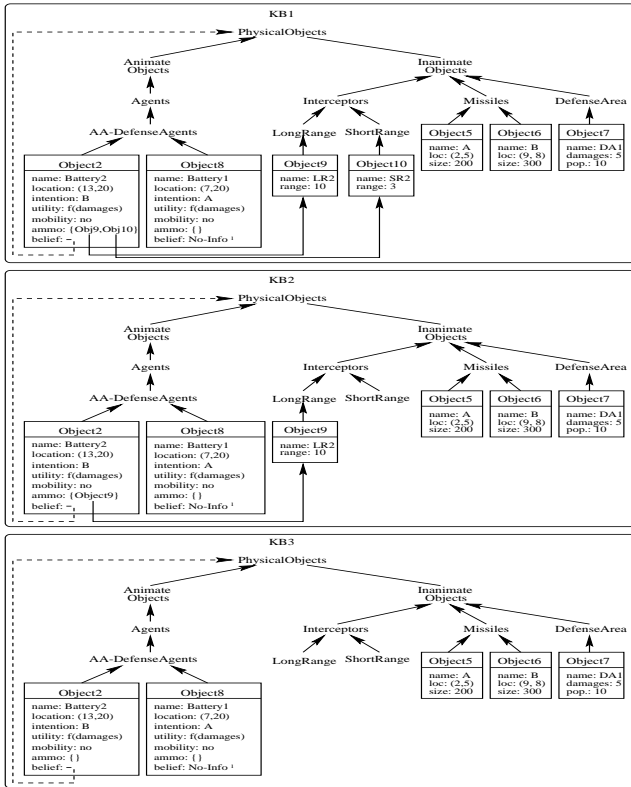 KB1
PhysicalObjects
Animate
Objects
Inanimate
Objects
Agents
Interceptors
Missiles
DefenseArea
AA-DefenseAgents
LongRange
ShortRange
Object2
name: Battery2
location: (13,20)
intention: B
utility: f(damages)
mobility: no
ammo: {Obj9,Obj10}
belief: –
Object8
name: Battery1
location: (7,20)
intention: A
utility: f(damages)
mobility: no
ammo: {}
belief: No-Info i
Object9
name: LR2
range: 10
Object10
name: SR2
range: 3
Object5
name: A
loc: (2,5)
size: 200
Object6
name: B
loc: (9, 8)
size: 300
Object7
name: DA1
damages: 5
pop.: 10
KB2
PhysicalObjects
Animate
Objects
Inanimate
Objects
Agents
Interceptors
Missiles
DefenseArea
AA-DefenseAgents
LongRange
ShortRange
Object2
name: Battery2
location: (13,20)
intention: B
utility: f(damages)
mobility: no
ammo: {Object9}
belief: –
Object8
name: Battery1
location: (7,20)
intention: A
utility: f(damages)
mobility: no
ammo: {}
belief: No-Info i
Object9
name: LR2
range: 10
Object5
name: A
loc: (2,5)
size: 200
Object6
name: B
loc: (9, 8)
size: 300
Object7
name: DA1
damages: 5
pop.: 10
KB3
PhysicalObjects
Animate
Objects
Inanimate
Objects
Agents
Interceptors
Missiles
DefenseArea
AA-DefenseAgents
LongRange
ShortRange
Object2
name: Battery2
location: (13,20)
intention: B
utility: f(damages)
mobility: no
ammo: {}
belief: –
Object8
name: Battery1
location: (7,20)
intention: A
utility: f(damages)
mobility: no
ammo: {}
belief: No-Info i
Object5
name: A
loc: (2,5)
size: 200
Object6
name: B
loc: (9, 8)
size: 300
Object7
name: DA1
damages: 5
pop.: 10